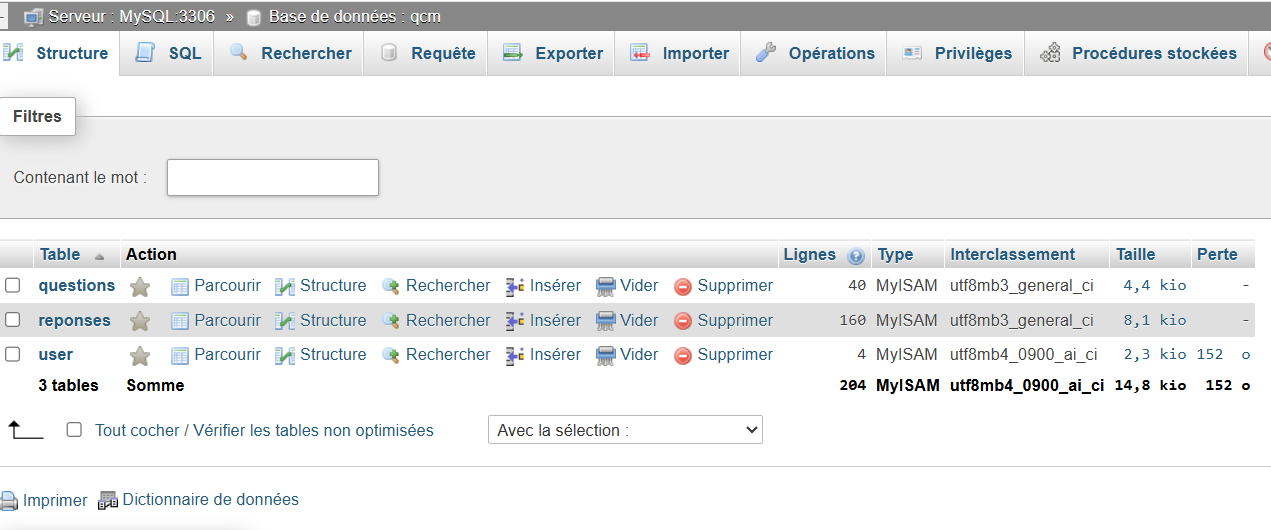 Serveur : MySQL:3306 » Base de données : qcm
Structure SQL Rechercher Requête Exporter Importer Opérations Privilèges Procédures stockées
Filtres
Contenant le mot :
Table Action Lignes Type Interclassement Taille Perte
questions Parcourir Structure Rechercher Insérer Vider Supprimer 40 MyISAM utf8mb3_general_ci 4,4 kio -
reponses Parcourir Structure Rechercher Insérer Vider Supprimer 160 MyISAM utf8mb3_general_ci 8,1 kio -
user Parcourir Structure Rechercher Insérer Vider Supprimer 4 MyISAM utf8mb4_0900_ai_ci 2,3 kio 152 o
3 tables Somme 204 MyISAM utf8mb4_0900_ai_ci 14,8 kio 152 o
Tout cocher / Vérifier les tables non optimisées Avec la sélection :
Imprimer Dictionnaire de données